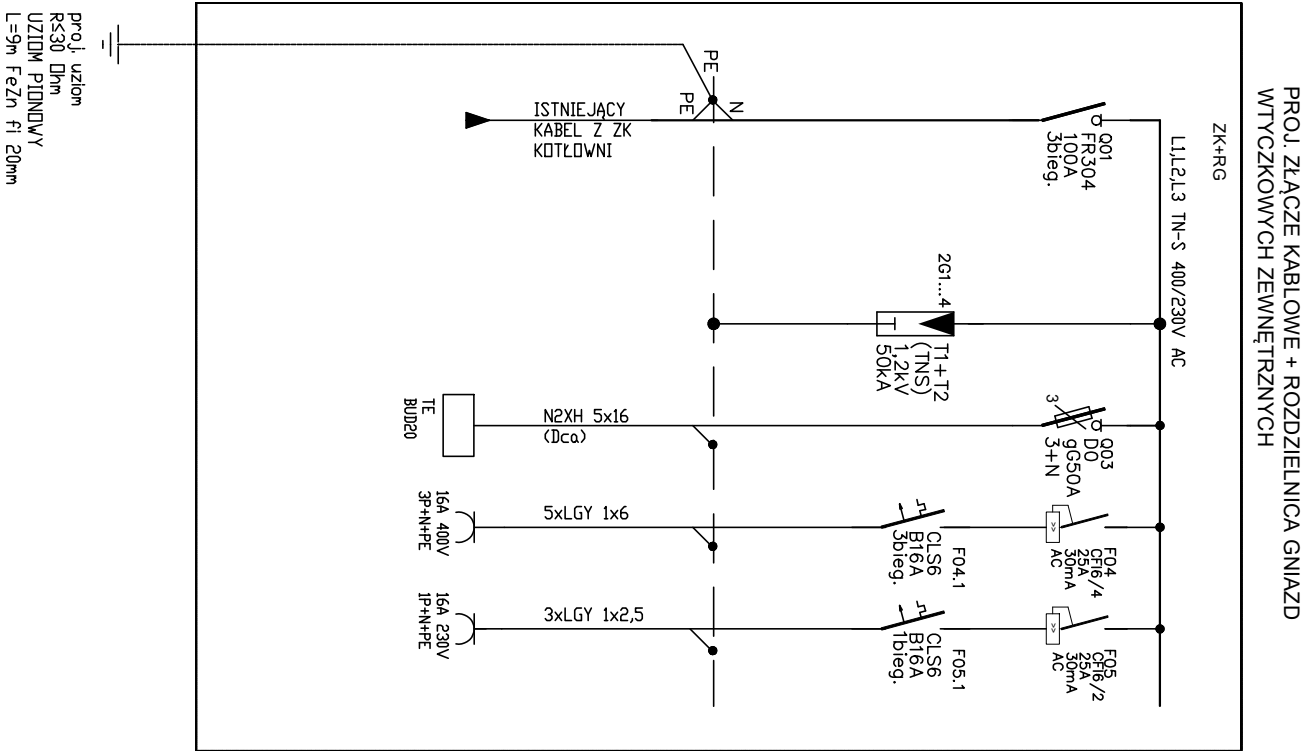 PROJ. ZŁĄCZE KABLOWE + ROZDZIELNICA GNIAZD
WTYCZKOWYCH ZEWNĘTRZNYCH
ZK+RG
L1,L2,L3 TN-S 400/230V AC
Q01
FR304
100A
3bieg.
2G1...4
T1+T2
(TNS)
1,2kV
50kA
3
Q03
DO
gG50A
3+N
F04
CFI6/4
25A
30mA
AC
>>
F05
CFI6/2
25A
30mA
AC
>>
F04.1
CLS6
B16A
3bieg.
F05.1
CLS6
B16A
1bieg.
PE
PE
N
ISTNIEJĄCY
KABEL Z ZK
KOTŁOWNI
N2XH 5x16
(Dca)
5xLGY 1x6
3xLGY 1x2,5
TE
BUD20
16A 400V
3P+N+PE
16A 230V
1P+N+PE
proj. uziom
R≤30 Ohm
UZIOM PIONOWY
L=9m FeZn fi 20mm